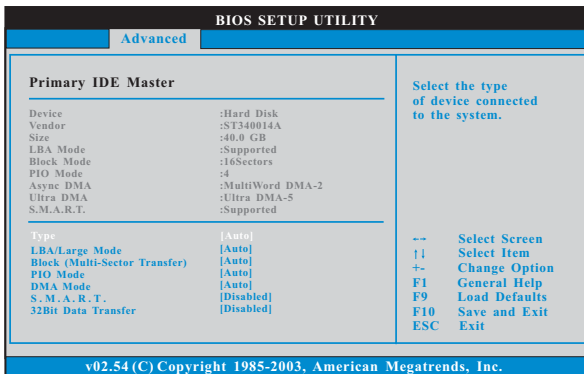 BIOS SETUP UTILITY
Advanced
Primary IDE Master
Device :Hard Disk
Vendor :ST340014A
Size :40.0 GB
LBA Mode :Supported
Block Mode :16Sectors
PIO Mode :4
Async DMA :MultiWord DMA-2
Ultra DMA :Ultra DMA-5
S.M.A.R.T. :Supported
Type [Auto]
LBA/Large Mode [Auto]
Block (Multi-Sector Transfer) [Auto]
PIO Mode [Auto]
DMA Mode [Auto]
S.M.A.R.T. [Disabled]
32Bit Data Transfer [Disabled]
Select the type
of device connected
to the system.
←→ Select Screen
↑↓ Select Item
+- Change Option
F1 General Help
F9 Load Defaults
F10 Save and Exit
ESC Exit
v02.54 (C) Copyright 1985-2003, American Megatrends, Inc.